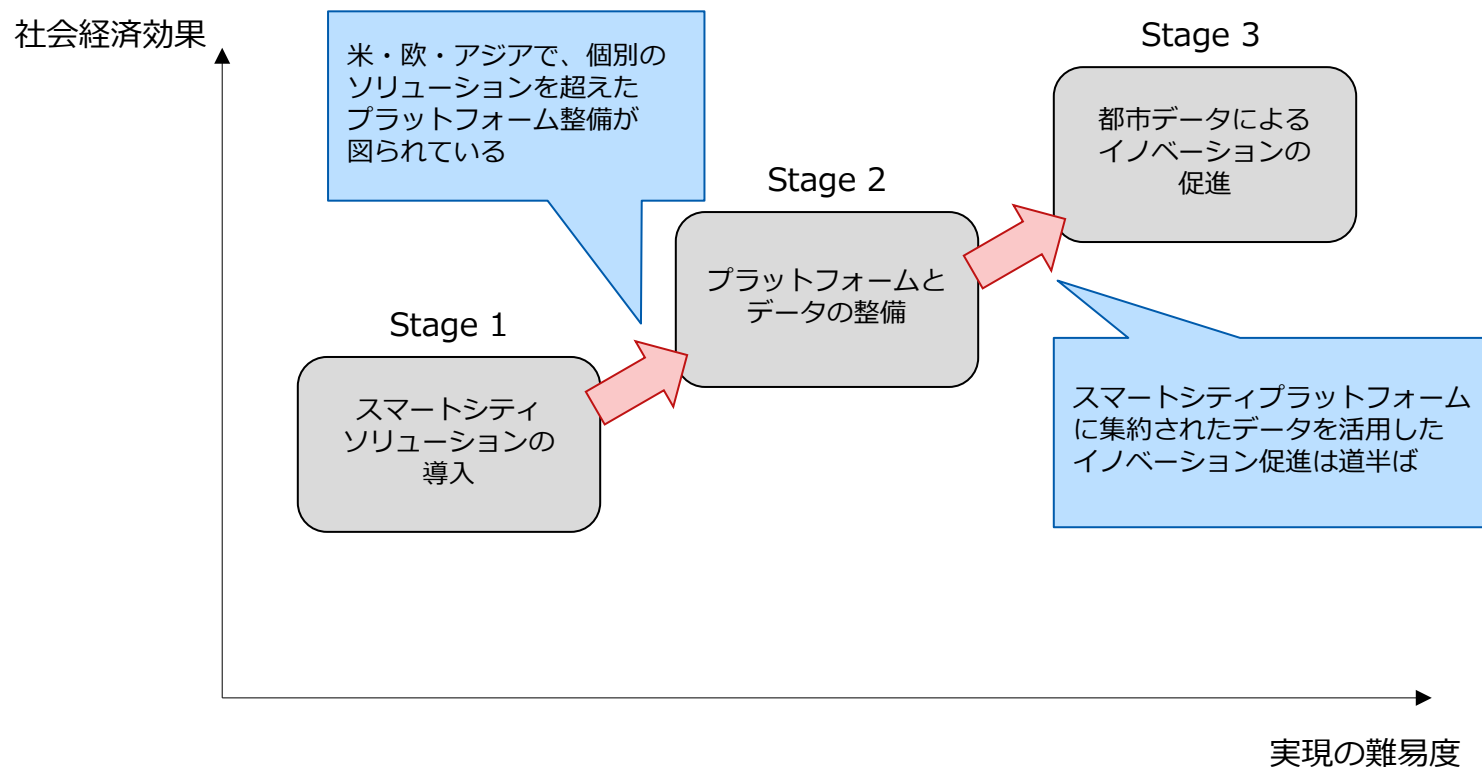 社会経済効果
米・欧・アジアで、個別の
ソリューションを超えた
プラットフォーム整備が
図られている
Stage 3
都市データによる
イノベーションの
促進
Stage 2
プラットフォームと
データの整備
Stage 1
スマートシティ
ソリューションの
導入
スマートシティプラットフォーム
に集約されたデータを活用した
イノベーション促進は道半ば
実現の難易度